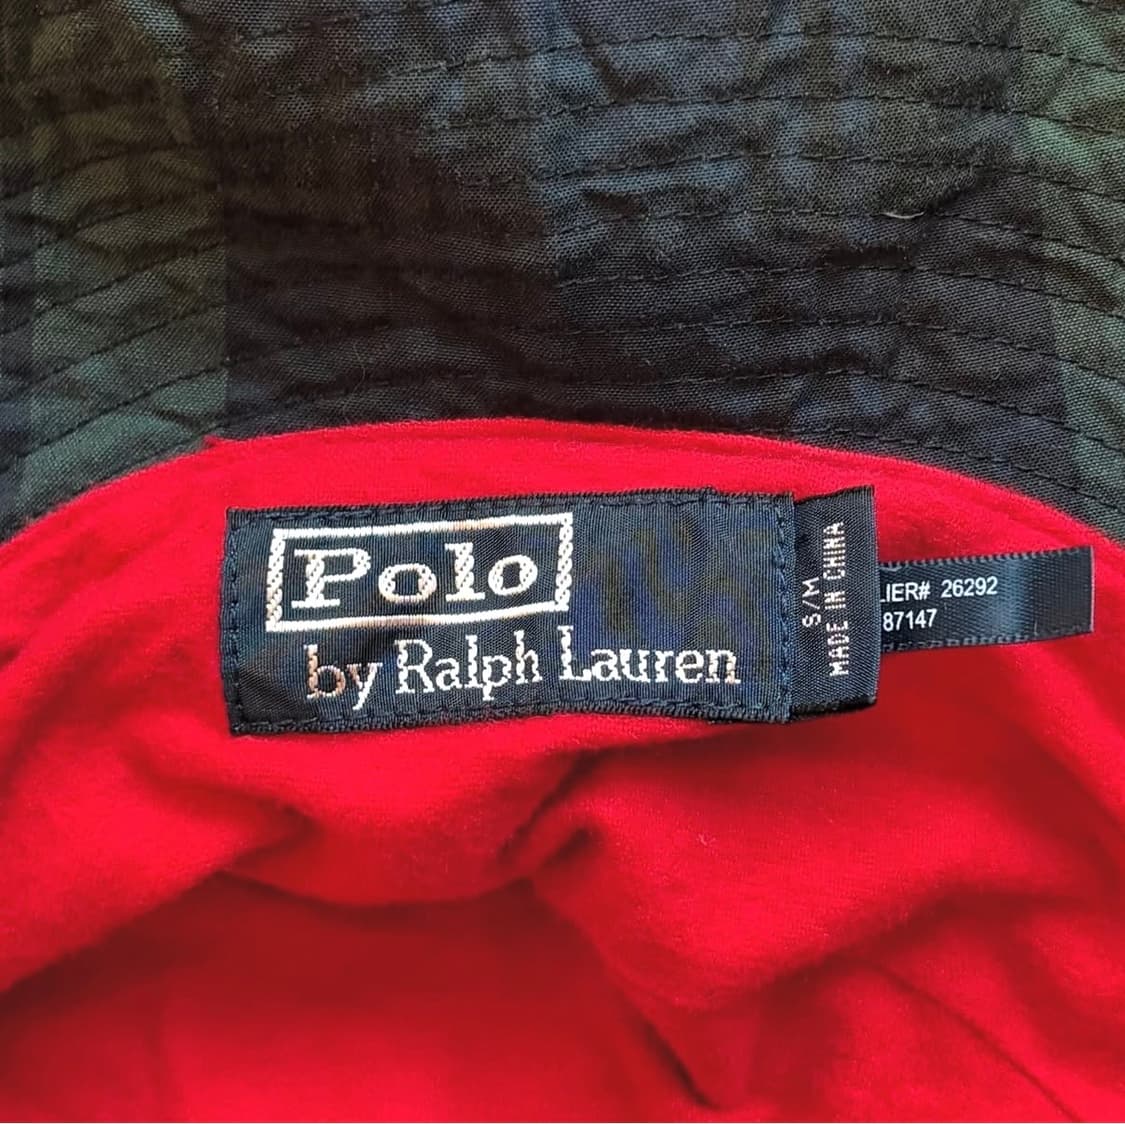 Polo
by Ralph Lauren
S/M
MADE IN CHINA
LIER# 26292
87147